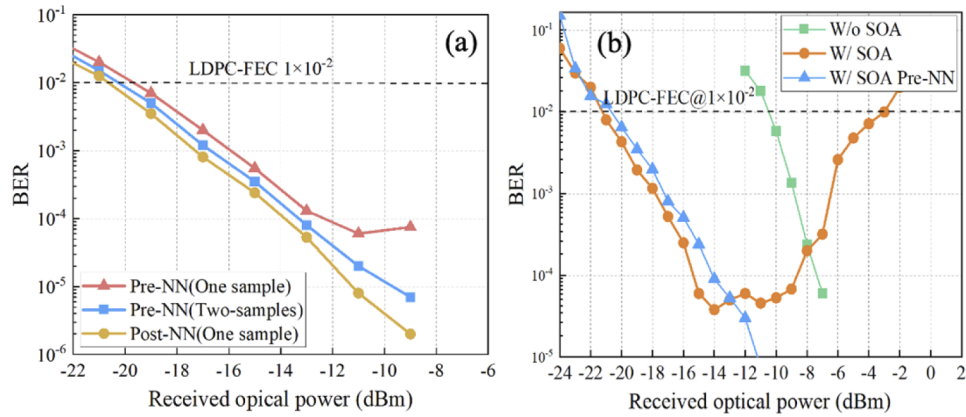 (a)
LDPC-FEC 1×10⁻²
Pre-NN(One sample)
Pre-NN(Two-samples)
Post-NN(One sample)
BER
10⁻¹
10⁻²
10⁻³
10⁻⁴
10⁻⁵
10⁻⁶
-22 -20 -18 -16 -14 -12 -10 -8 -6
Received optical power (dBm)
(b)
W/o SOA
W/ SOA
W/ SOA Pre-NN
LDPC-FEC@1×10⁻²
BER
10⁻¹
10⁻²
10⁻³
10⁻⁴
10⁻⁵
-24 -22 -20 -18 -16 -14 -12 -10 -8 -6 -4 -2 0 2
Received optical power (dBm)